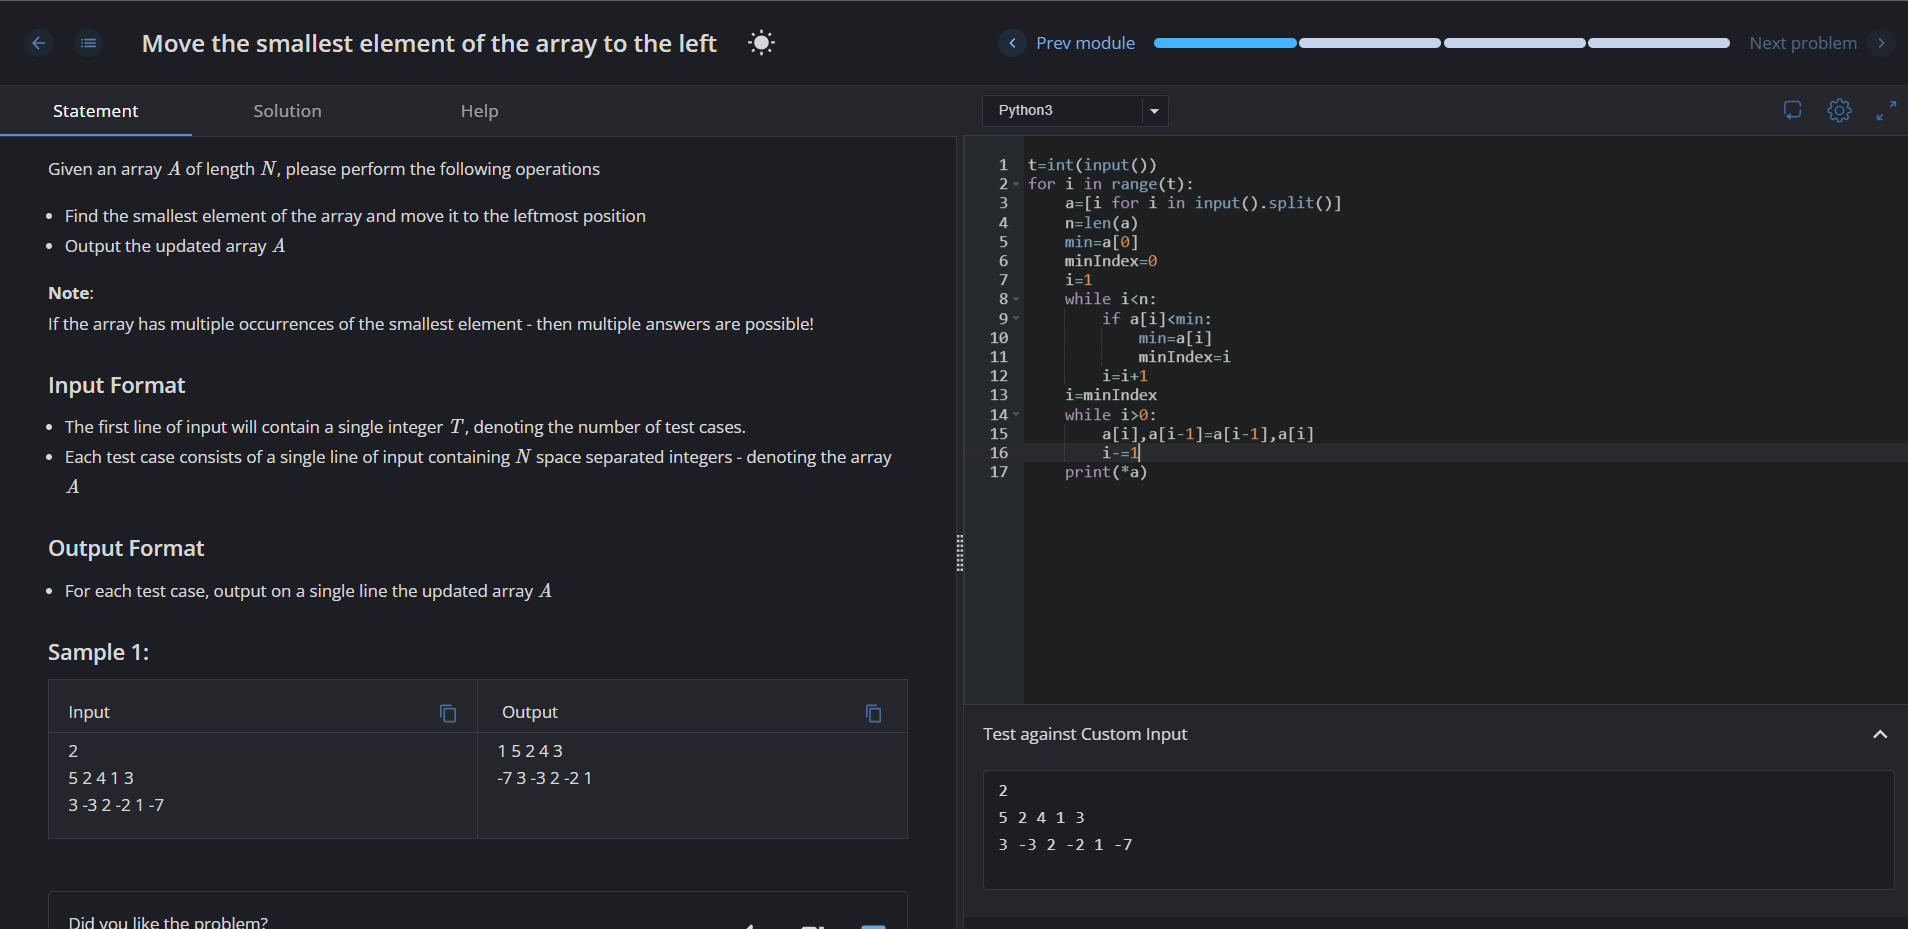 Move the smallest element of the array to the left
Prev module
Next problem
Statement
Solution
Help
Python3
Given an array A of length N, please perform the following operations
• Find the smallest element of the array and move it to the leftmost position
• Output the updated array A
Note:
If the array has multiple occurrences of the smallest element - then multiple answers are possible!
Input Format
• The first line of input will contain a single integer T, denoting the number of test cases.
• Each test case consists of a single line of input containing N space separated integers - denoting the array
A
Output Format
• For each test case, output on a single line the updated array A
Sample 1:
Input
Output
2
5 2 4 1 3
3 -3 2 -2 1 -7
1 5 2 4 3
-7 3 -3 2 -2 1
Did you like the problem?
1 t=int(input())
2 for i in range(t):
3     a=[i for i in input().split()]
4     n=len(a)
5     min=a[0]
6     minIndex=0
7     i=1
8     while i<n:
9         if a[i]<min:
10             min=a[i]
11             minIndex=i
12         i=i+1
13     i=minIndex
14     while i>0:
15         a[i],a[i-1]=a[i-1],a[i]
16         i-=1
17     print(*a)
Test against Custom Input
2
5 2 4 1 3
3 -3 2 -2 1 -7